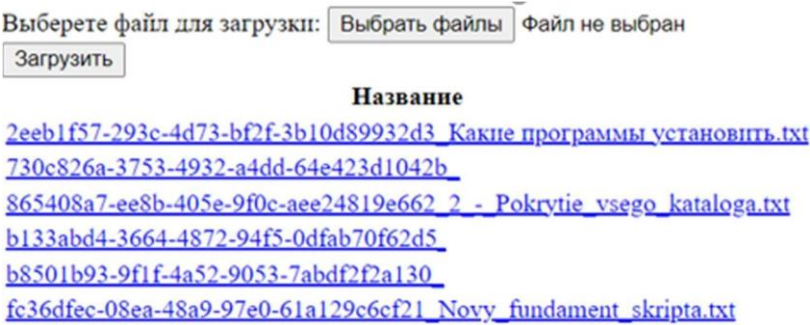 Выберете файл для загрузки: Выбрать файлы Файл не выбран
Загрузить
Название
2eeb1f57-293c-4d73-bf2f-3b10d89932d3_Какие программы установить.txt
730c826a-3753-4932-a4dd-64e423d1042b_
865408a7-ee8b-405e-9f0c-aee24819e662_2_-_Pokrytie_vsego_kataloga.txt
b133abd4-3664-4872-94f5-0dfab70f62d5_
b8501b93-9f1f-4a52-9053-7abdf2f2a130_
fc36dfec-08ea-48a9-97e0-61a129c6cf21_Novy_fundament_skripta.txt